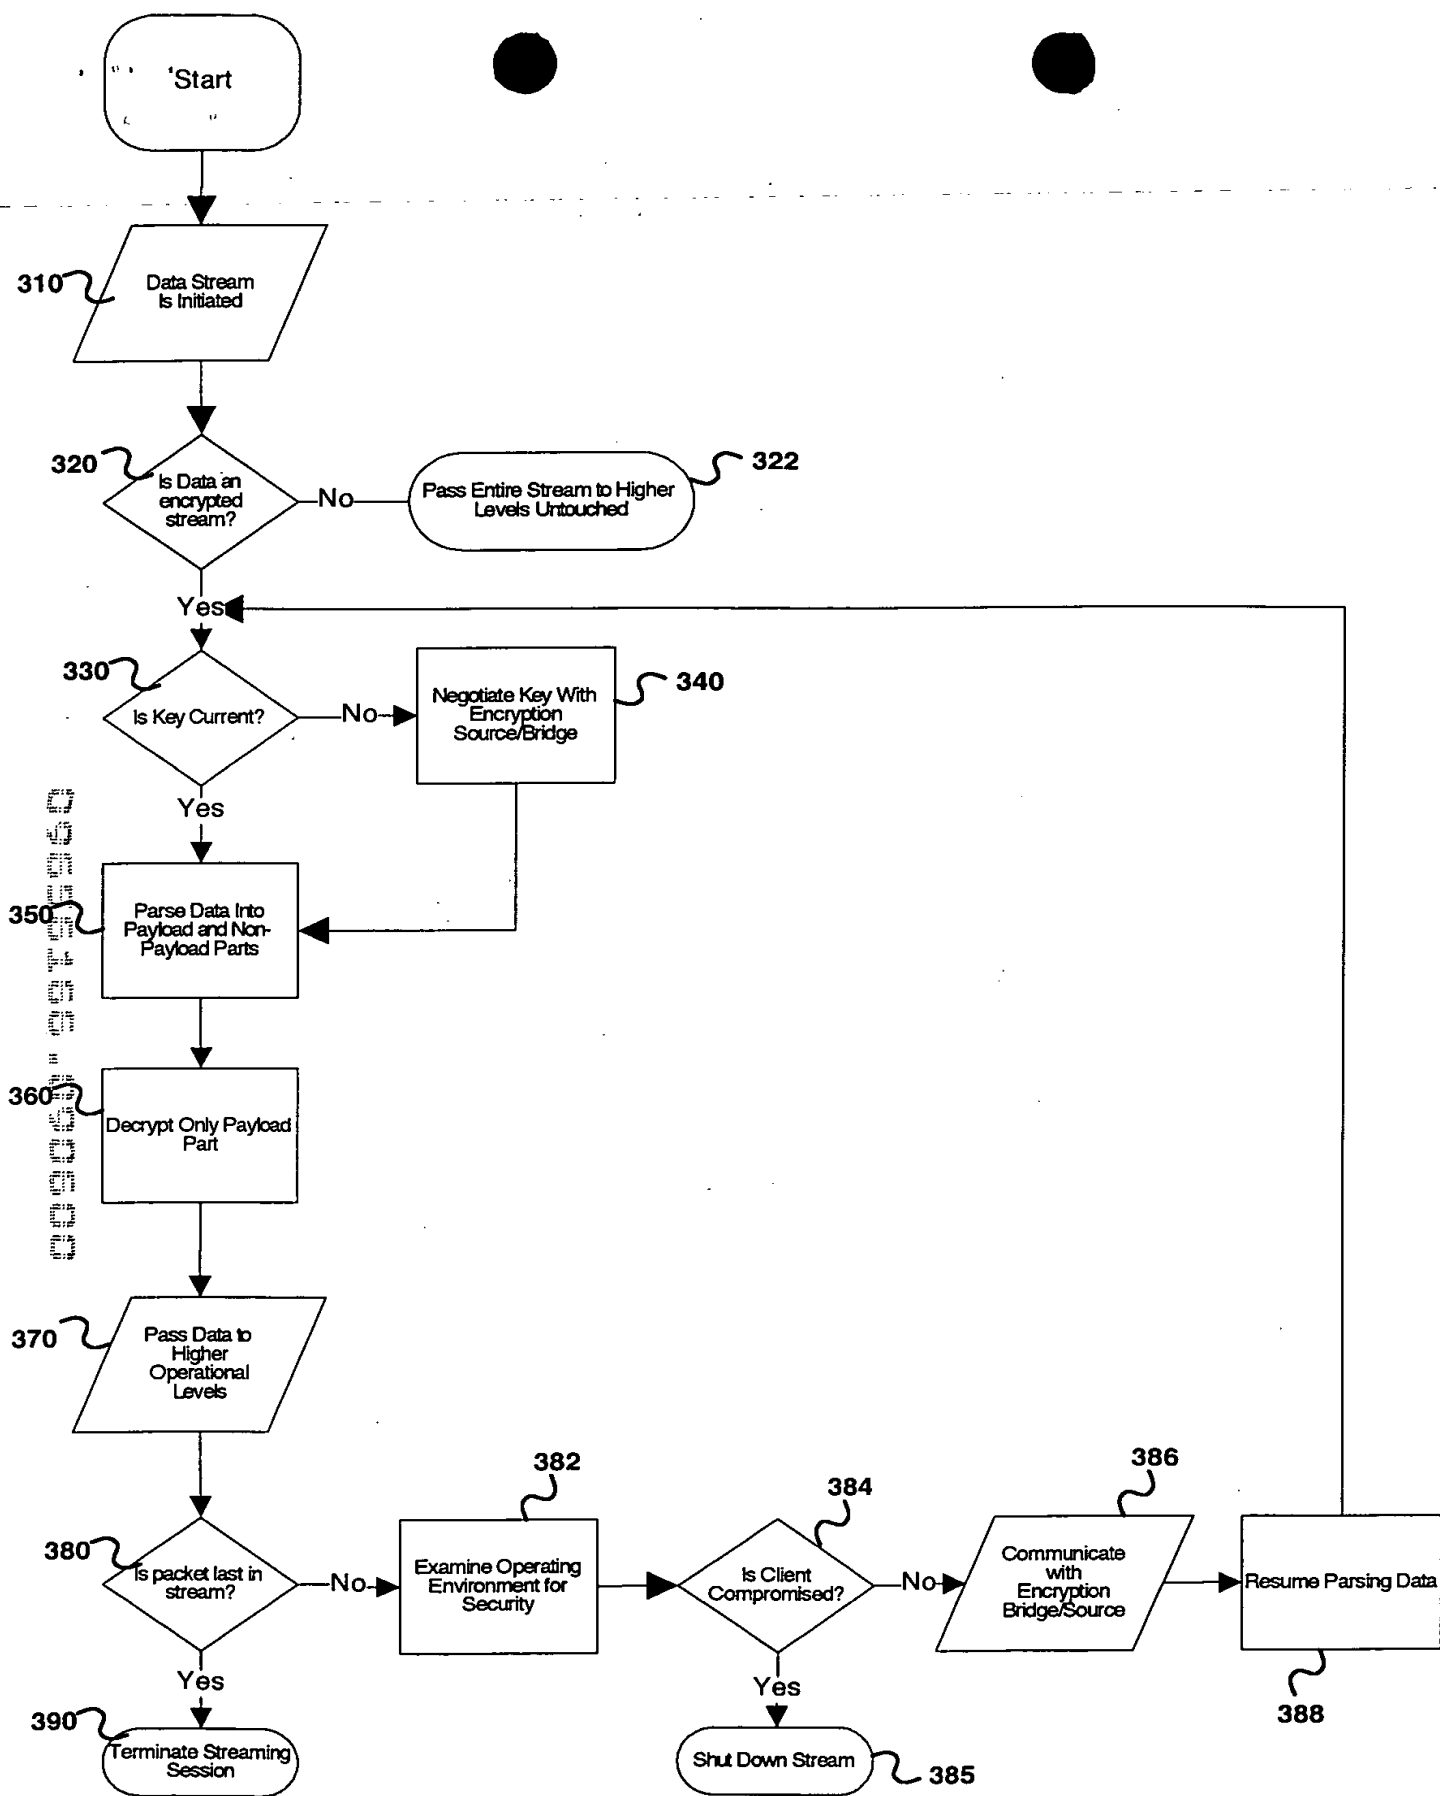 Start
310
Data Stream
Is Initiated
320
Is Data an
encrypted
stream?
No
Pass Entire Stream to Higher
Levels Untouched
322
Yes
330
Is Key Current?
No
Negotiate Key With
Encryption
Source/Bridge
340
Yes
350
Parse Data Into
Payload and Non-
Payload Parts
360
Decrypt Only Payload
Part
370
Pass Data to
Higher
Operational
Levels
380
Is packet last in
stream?
No
382
Examine Operating
Environment for
Security
384
Is Client
Compromised?
No
386
Communicate
with
Encryption
Bridge/Source
Resume Parsing Data
388
Yes
390
Terminate Streaming
Session
Yes
Shut Down Stream
385